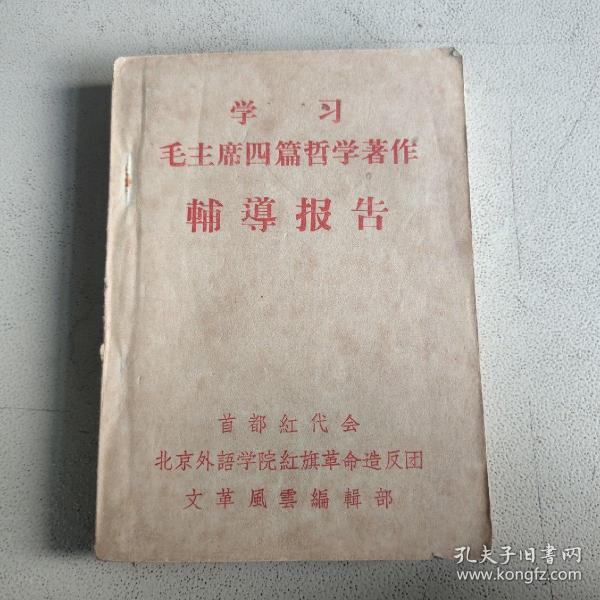 学 习
毛主席四篇哲学著作
輔導报告
首都紅代会
北京外語学院紅旗革命造反团
文革風雲編輯部
孔夫子旧书网
www.kongfz.com